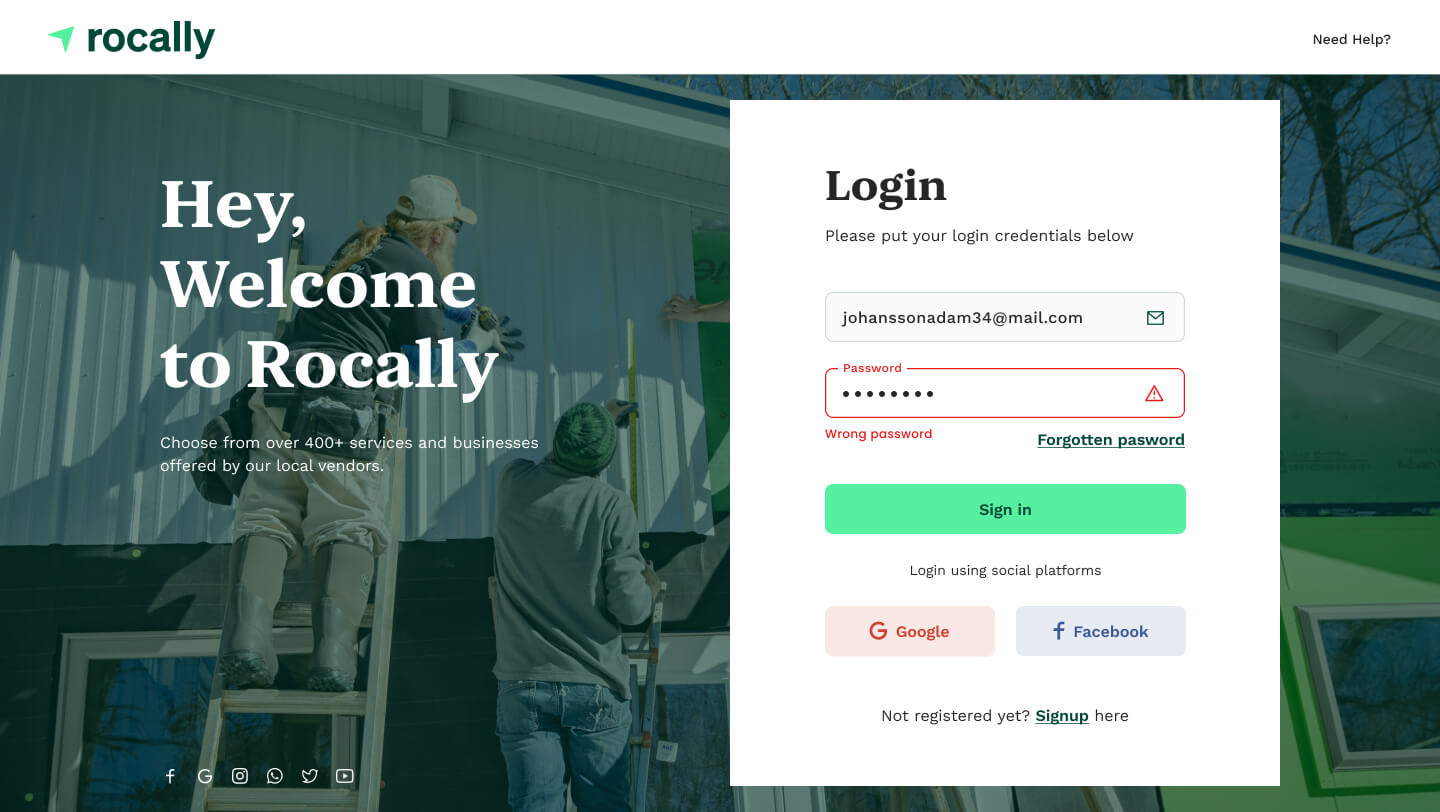 rocally
Need Help?
Hey,
Welcome
to Rocally
Choose from over 400+ services and businesses
offered by our local vendors.
Login
Please put your login credentials below
johanssonadam34@mail.com
Password
Wrong password
Forgotten pasword
Sign in
Login using social platforms
Google
Facebook
Not registered yet? Signup here